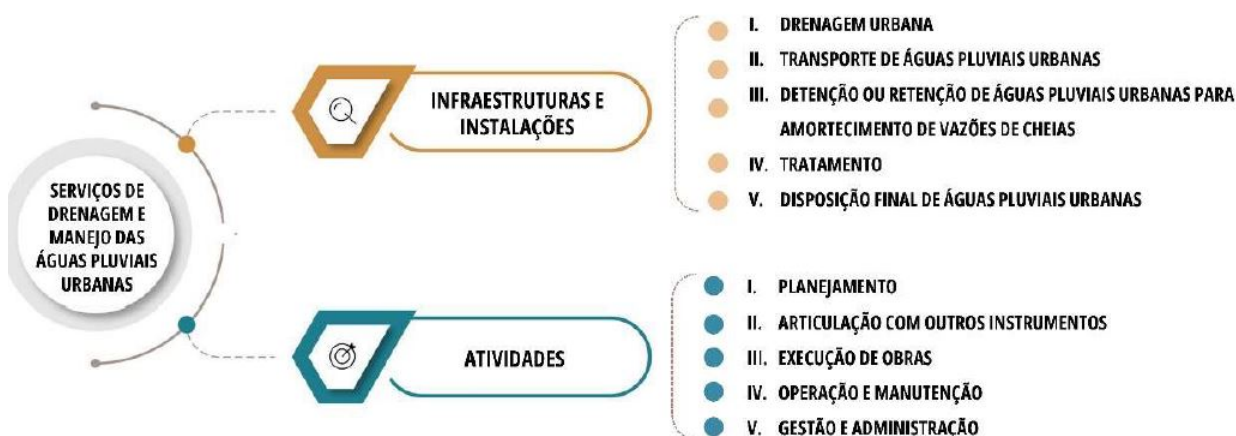 SERVIÇOS DE
DRENAGEM E
MANEJO DAS
ÁGUAS PLUVIAIS
URBANAS
INFRAESTRUTURAS E
INSTALAÇÕES
I. DRENAGEM URBANA
II. TRANSPORTE DE ÁGUAS PLUVIAIS URBANAS
III. DETENÇÃO OU RETENÇÃO DE ÁGUAS PLUVIAIS URBANAS PARA
AMORTECIMENTO DE VAZÕES DE CHEIAS
IV. TRATAMENTO
V. DISPOSIÇÃO FINAL DE ÁGUAS PLUVIAIS URBANAS
ATIVIDADES
I. PLANEJAMENTO
II. ARTICULAÇÃO COM OUTROS INSTRUMENTOS
III. EXECUÇÃO DE OBRAS
IV. OPERAÇÃO E MANUTENÇÃO
V. GESTÃO E ADMINISTRAÇÃO